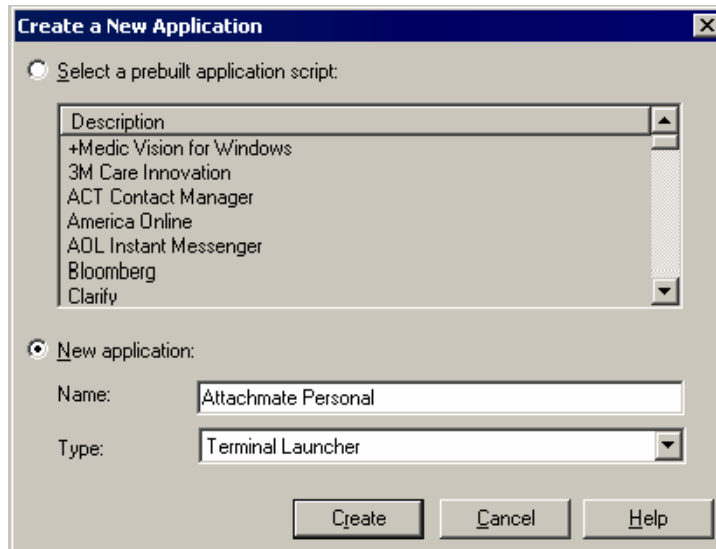 Create a New Application
Select a prebuilt application script:
Description
+Medic Vision for Windows
3M Care Innovation
ACT Contact Manager
America Online
AOL Instant Messenger
Bloomberg
Clarify
New application:
Name: Attachmate Personal
Type: Terminal Launcher
Create Cancel Help